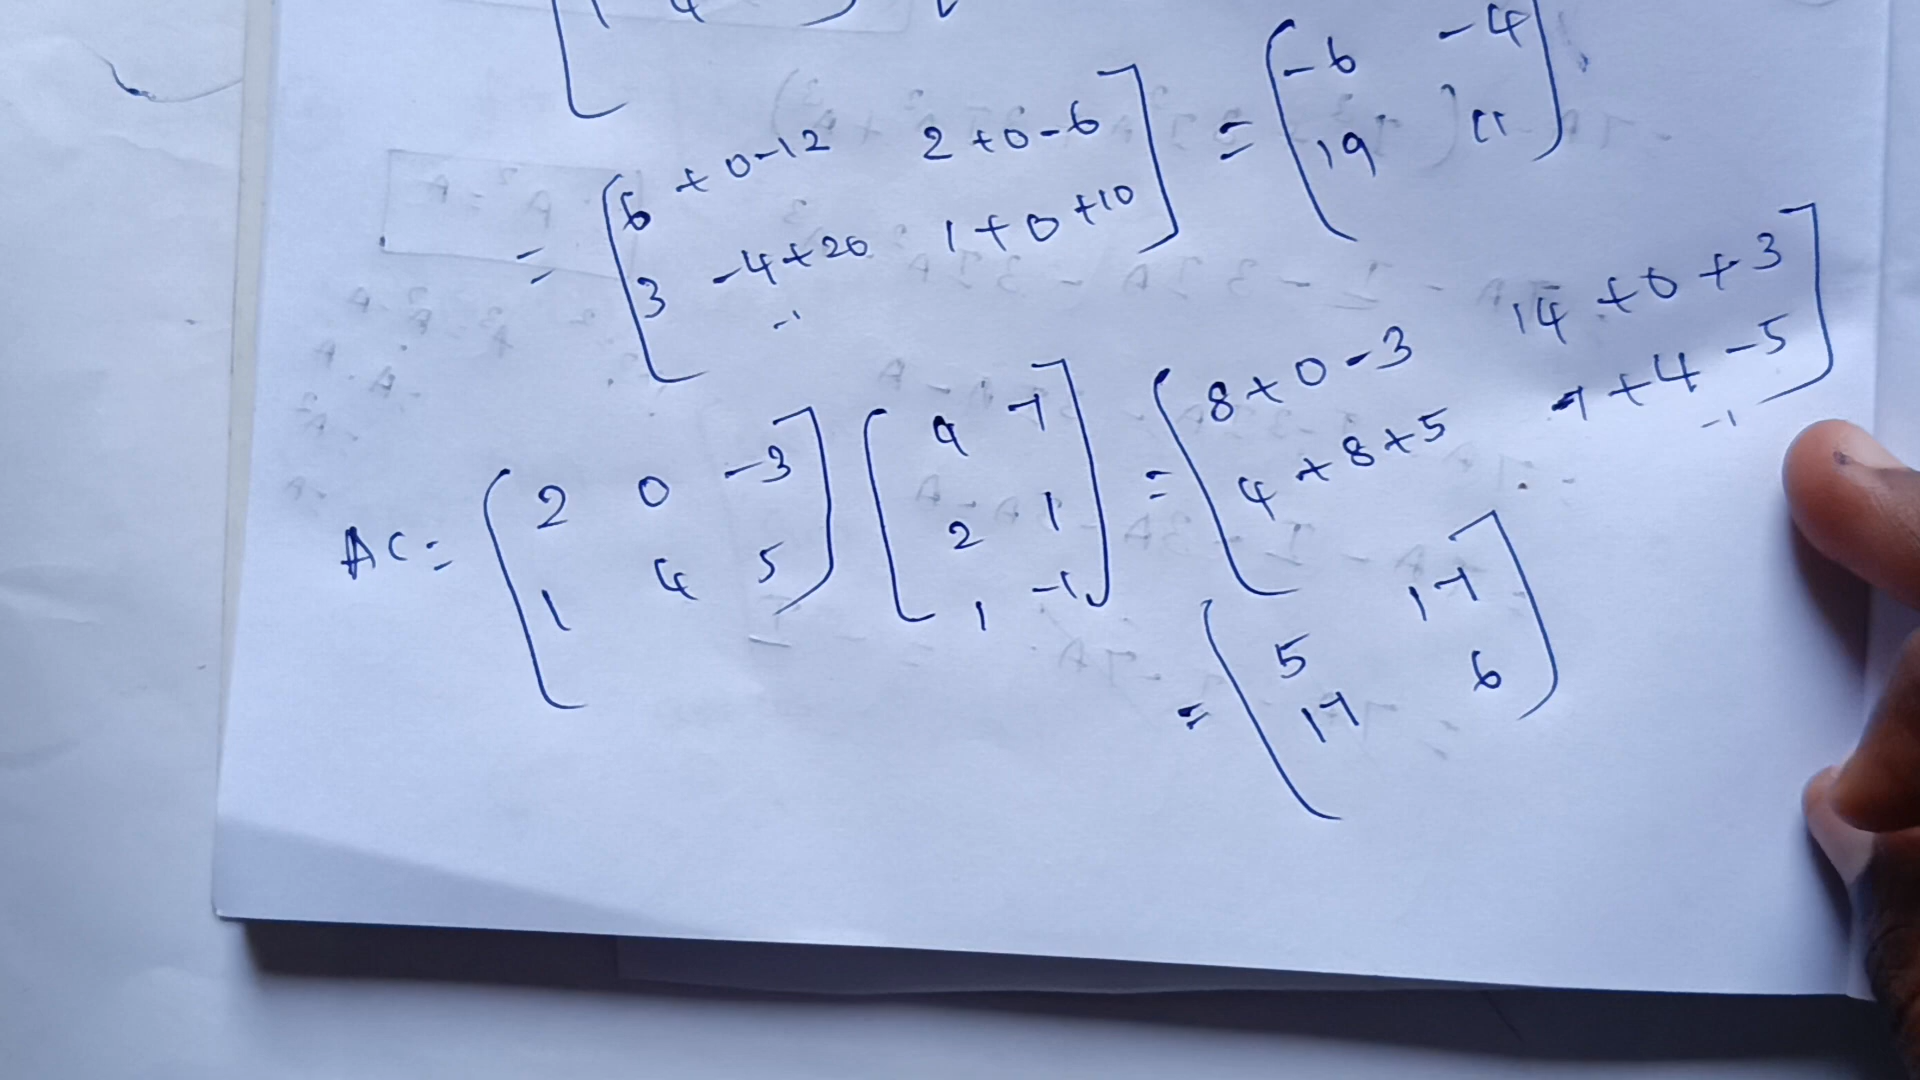 = [6+0-12 2+0-6
3 -4+20 1+0+10] = [-6 -4
19 11]
-1
AC = [2 0 -3
1 4 5] [4 7
2 1
1 -1] = [8+0-3 14+0+3
4+8+5 7+4-5]
-1
= [5 17
17 6]